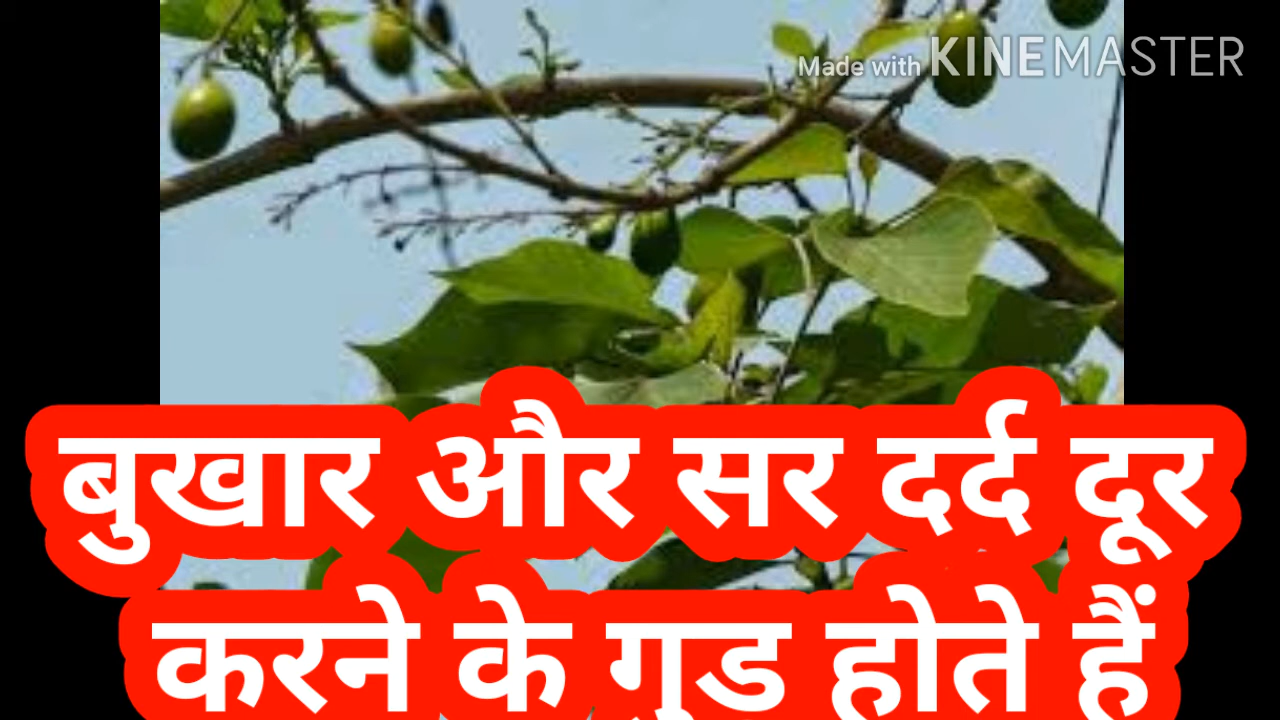 Made with KINEMASTER
बुखार और सर दर्द दूर
करने के गुड होते हैं